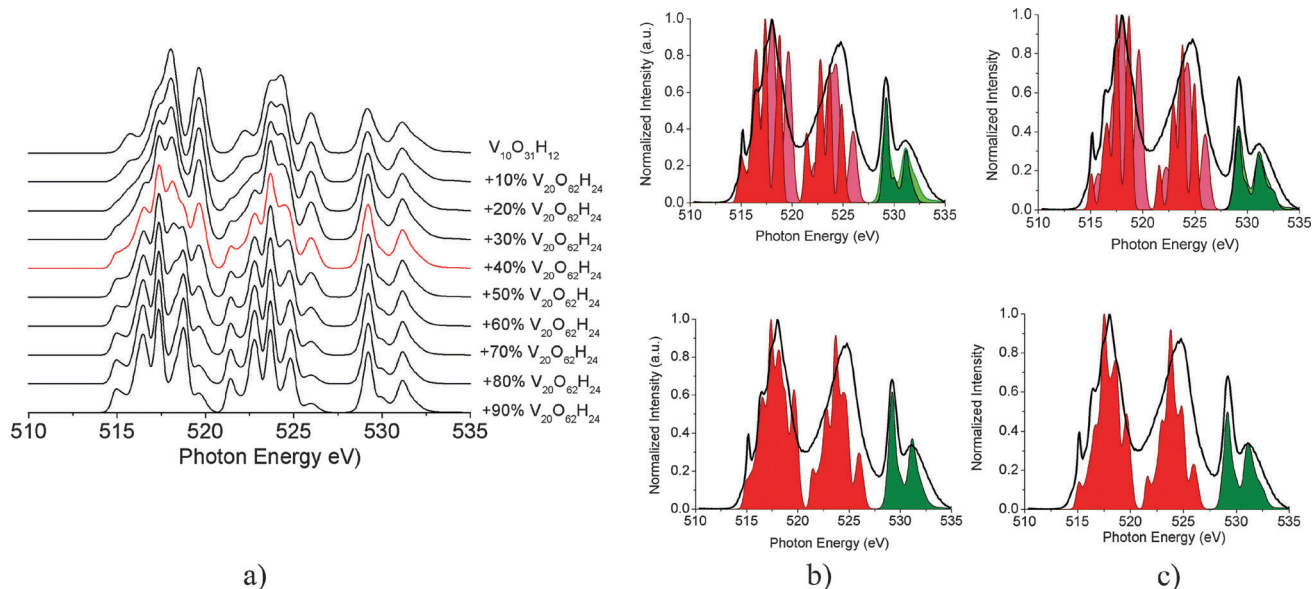 V10O31H12
+10% V20O62H24
+20% V20O62H24
+30% V20O62H24
+40% V20O62H24
+50% V20O62H24
+60% V20O62H24
+70% V20O62H24
+80% V20O62H24
+90% V20O62H24
510 515 520 525 530 535
Photon Energy eV)
a)
Normalized Intensity (a.u.)
1.0
0.8
0.6
0.4
0.2
0.0
510 515 520 525 530 535
Photon Energy (eV)
Normalized Intensity
1.0
0.8
0.6
0.4
0.2
0.0
510 515 520 525 530 535
Photon Energy (eV)
Normalized Intensity (a.u.)
1.0
0.8
0.6
0.4
0.2
0.0
510 515 520 525 530 535
Photon Energy (eV)
b)
Normalized Intensity
1.0
0.8
0.6
0.4
0.2
0.0
510 515 520 525 530 535
Photon Energy (eV)
c)